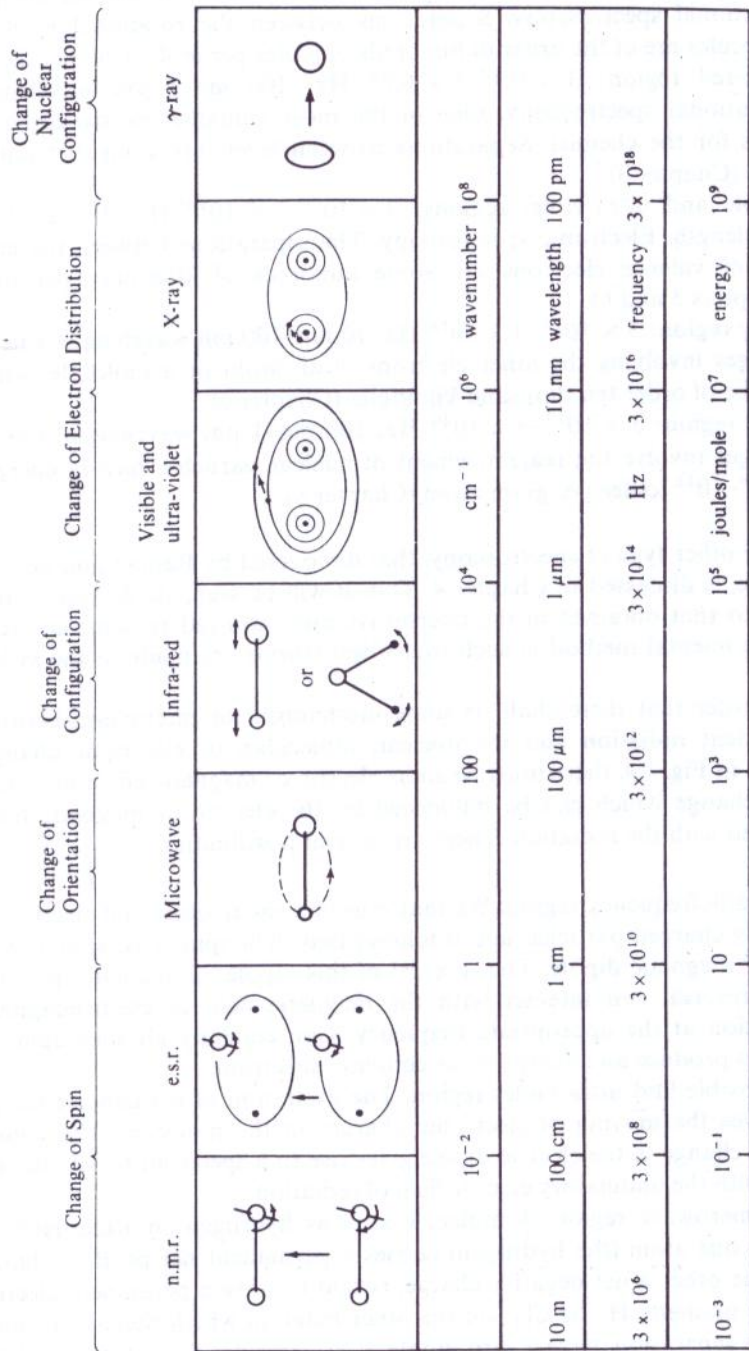 Change of Spin
Change of
Orientation
Change of
Configuration
Change of Electron Distribution
Change of
Nuclear
Configuration
n.m.r.
e.s.r.
Microwave
Infra-red
or
Visible and
ultra-violet
X-ray
γ-ray
10⁻² 1 100 10⁴ cm⁻¹ 10⁶ wavenumber 10⁸
10 m 100 cm 1 cm 100 μm 1 μm 10 nm wavelength 100 pm
3 × 10⁶ 3 × 10⁸ 3 × 10¹⁰ 3 × 10¹² 3 × 10¹⁴ Hz 3 × 10¹⁶ frequency 3 × 10¹⁸
10⁻³ 10⁻¹ 10 10³ 10⁵ joules/mole 10⁷ energy 10⁹